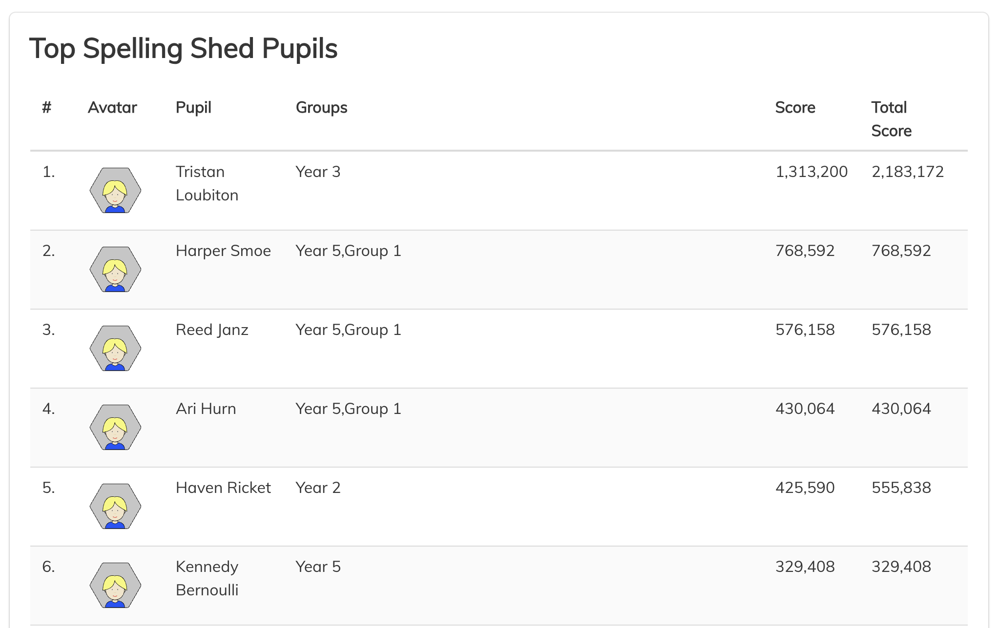 Top Spelling Shed Pupils
# Avatar Pupil Groups Score Total
Score
1. Tristan Year 3 1,313,200 2,183,172
Loubiton
2. Harper Smoe Year 5,Group 1 768,592 768,592
3. Reed Janz Year 5,Group 1 576,158 576,158
4. Ari Hurn Year 5,Group 1 430,064 430,064
5. Haven Ricket Year 2 425,590 555,838
6. Kennedy Year 5 329,408 329,408
Bernoulli